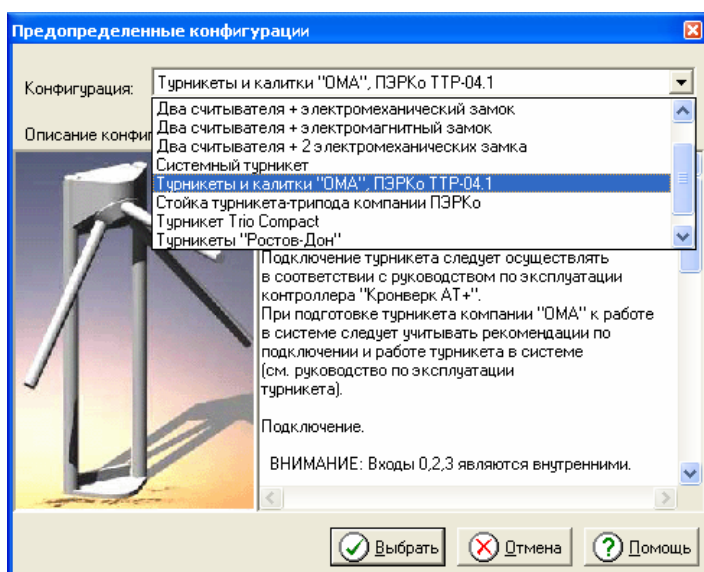 Предопределенные конфигурации
Конфигурация: Турникеты и калитки "ОМА", ПЭРКо ТТР-04.1
Два считывателя + электромеханический замок
Описание конфиг
Два считывателя + электромагнитный замок
Два считывателя + 2 электромеханических замка
Системный турникет
Турникеты и калитки "ОМА", ПЭРКо ТТР-04.1
Стойка турникета-трипода компании ПЭРКо
Турникет Trio Compact
Турникеты "Ростов-Дон"
Подключение турникета следует осуществлять
в соответствии с руководством по эксплуатации
контроллера "Кронверк АТ+".
При подготовке турникета компании "ОМА" к работе
в системе следует учитывать рекомендации по
подключении и работе турникета в системе
(см. руководство по эксплуатации
турникета).
Подключение.
ВНИМАНИЕ: Входы 0,2,3 являются внутренними.
Выбрать
Отмена
Помощь